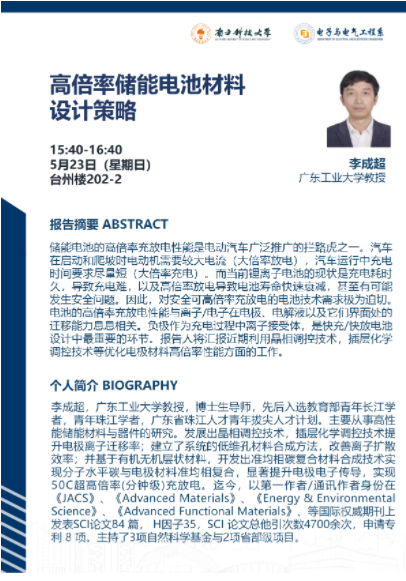 南方科技大学
电子与电气工程系
高倍率储能电池材料
设计策略
15:40-16:40
5月23日（星期日）
台州楼202-2
李成超
广东工业大学教授
报告摘要 ABSTRACT
储能电池的高倍率充放电性能是电动汽车广泛推广的拦路虎之一。汽车
在启动和爬坡时电动机需要较大电流（大倍率放电），汽车运行中充电
时间要求尽量短（大倍率充电）。而当前锂离子电池的现状是充电耗时
久，导致充电难，以及高倍率放电导致电池寿命快速衰减，甚至有可能
发生安全问题。因此，对安全可高倍率充放电的电池技术需求极为迫切。
电池的高倍率充放电性能与离子/电子在电极、电解液以及它们界面处的
迁移能力息息相关。负极作为充电过程中离子接受体，是快充/快放电池
设计中最重要的环节。报告人将汇报近期利用晶相调控技术，插层化学
调控技术等优化电极材料高倍率性能方面的工作。
个人简介 BIOGRAPHY
李成超，广东工业大学教授，博士生导师，先后入选教育部青年长江学
者，青年珠江学者，广东省珠江人才青年拔尖人才计划。主要从事高性
能储能材料与器件的研究。发展出晶相调控技术，插层化学调控技术提
升电极离子迁移率；建立了系统的低维孔材料合成方法，改善离子扩散
效率；并基于有机无机层状材料，开发出准均相碳复合材料合成技术实
现分子水平碳与电极材料准均相复合，显著提升电极电子传导，实现
50C超高倍率(分钟级)充放电。迄今，以第一作者/通讯作者身份在
《JACS》、《Advanced Materials》、《Energy & Environmental
Science》、《Advanced Functional Materials》、等国际权威期刊上
发表SCI论文84 篇， H因子35，SCI 论文总他引次数4700余次，申请专
利 8 项。主持了3项自然科学基金与2项省部级项目。